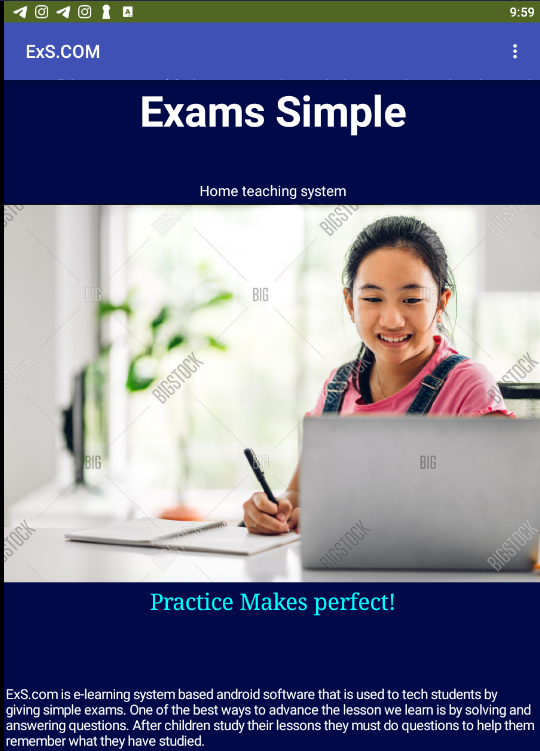 9:59
ExS.COM
Exams Simple
Home teaching system
BIGSTOCK
BIGSTOCK
BIGSTOCK
BIG
BIG
BIGSTOCK
BIGSTOCK
BIGSTOCK
BIG
BIG
BIG
BIGSTOCK
BIGSTOCK
BIGSTOCK
BIGSTOCK
Practice Makes perfect!
ExS.com is e-learning system based android software that is used to tech students by
giving simple exams. One of the best ways to advance the lesson we learn is by solving and
answering questions. After children study their lessons they must do questions to help them
remember what they have studied.